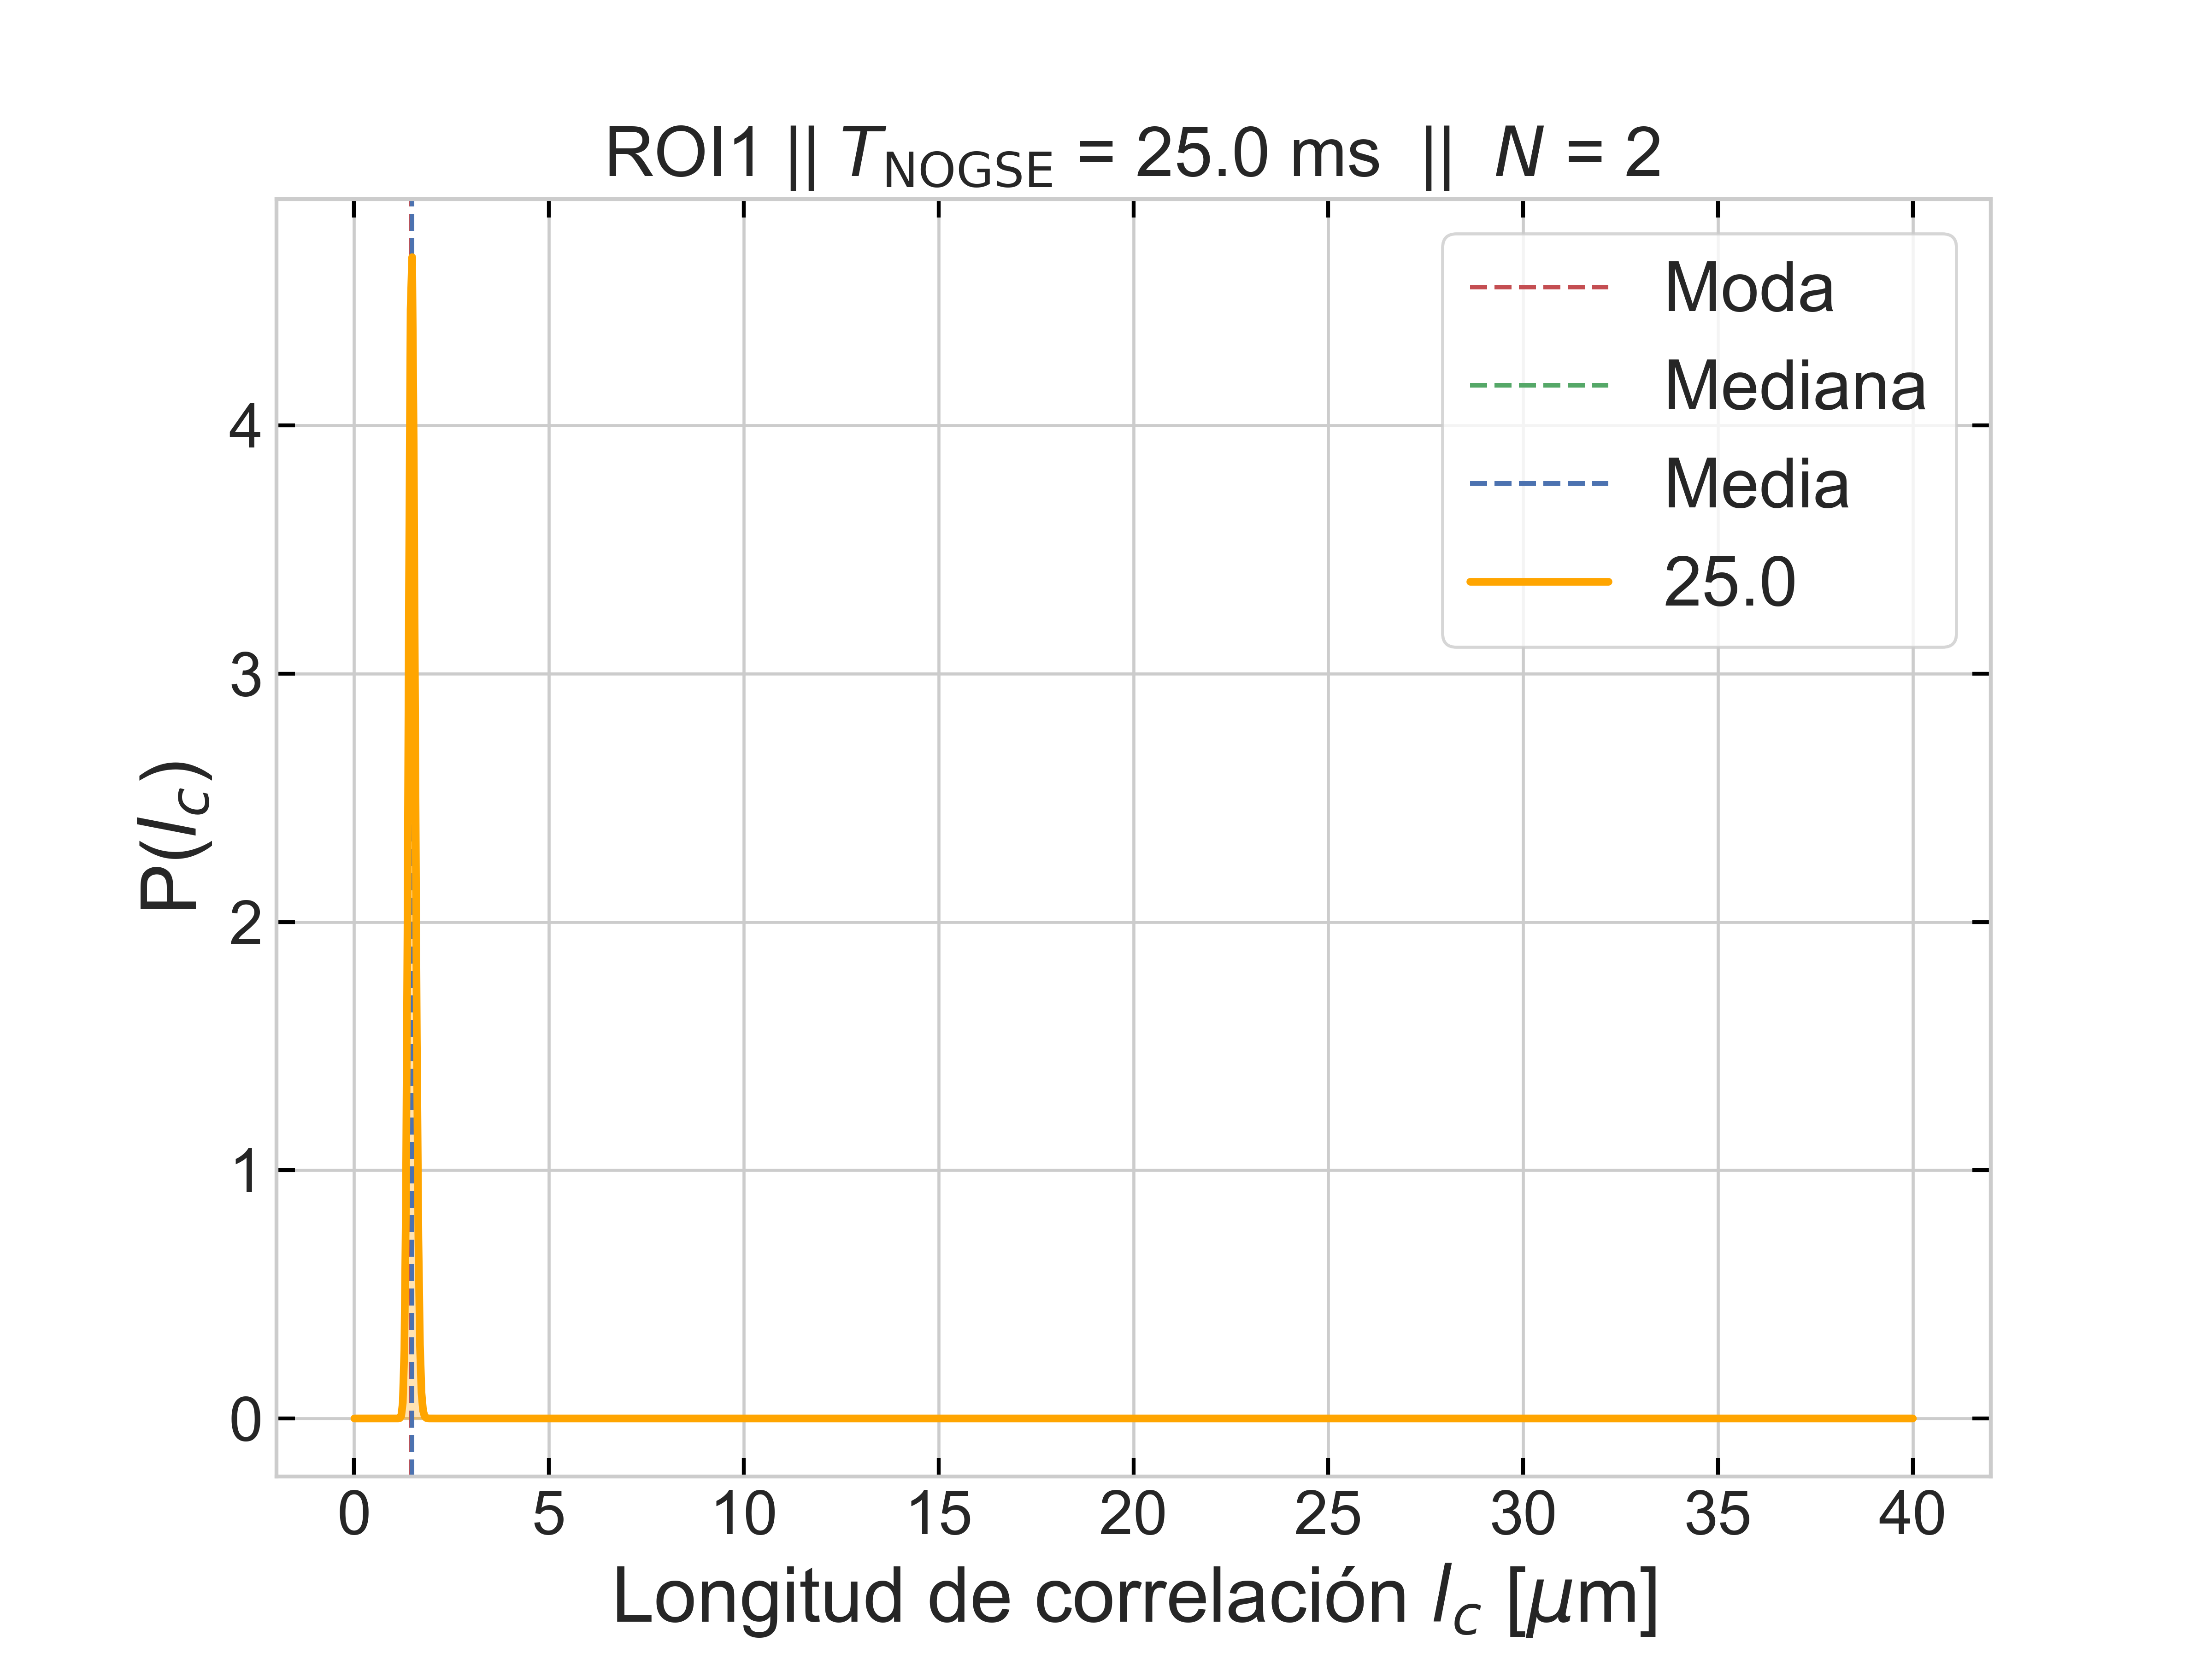 ROI1 || T_NOGSE = 25.0 ms || N = 2
Moda
Mediana
Media
25.0
P(l_c)
4
3
2
1
0
0 5 10 15 20 25 30 35 40
Longitud de correlación l_c [μm]